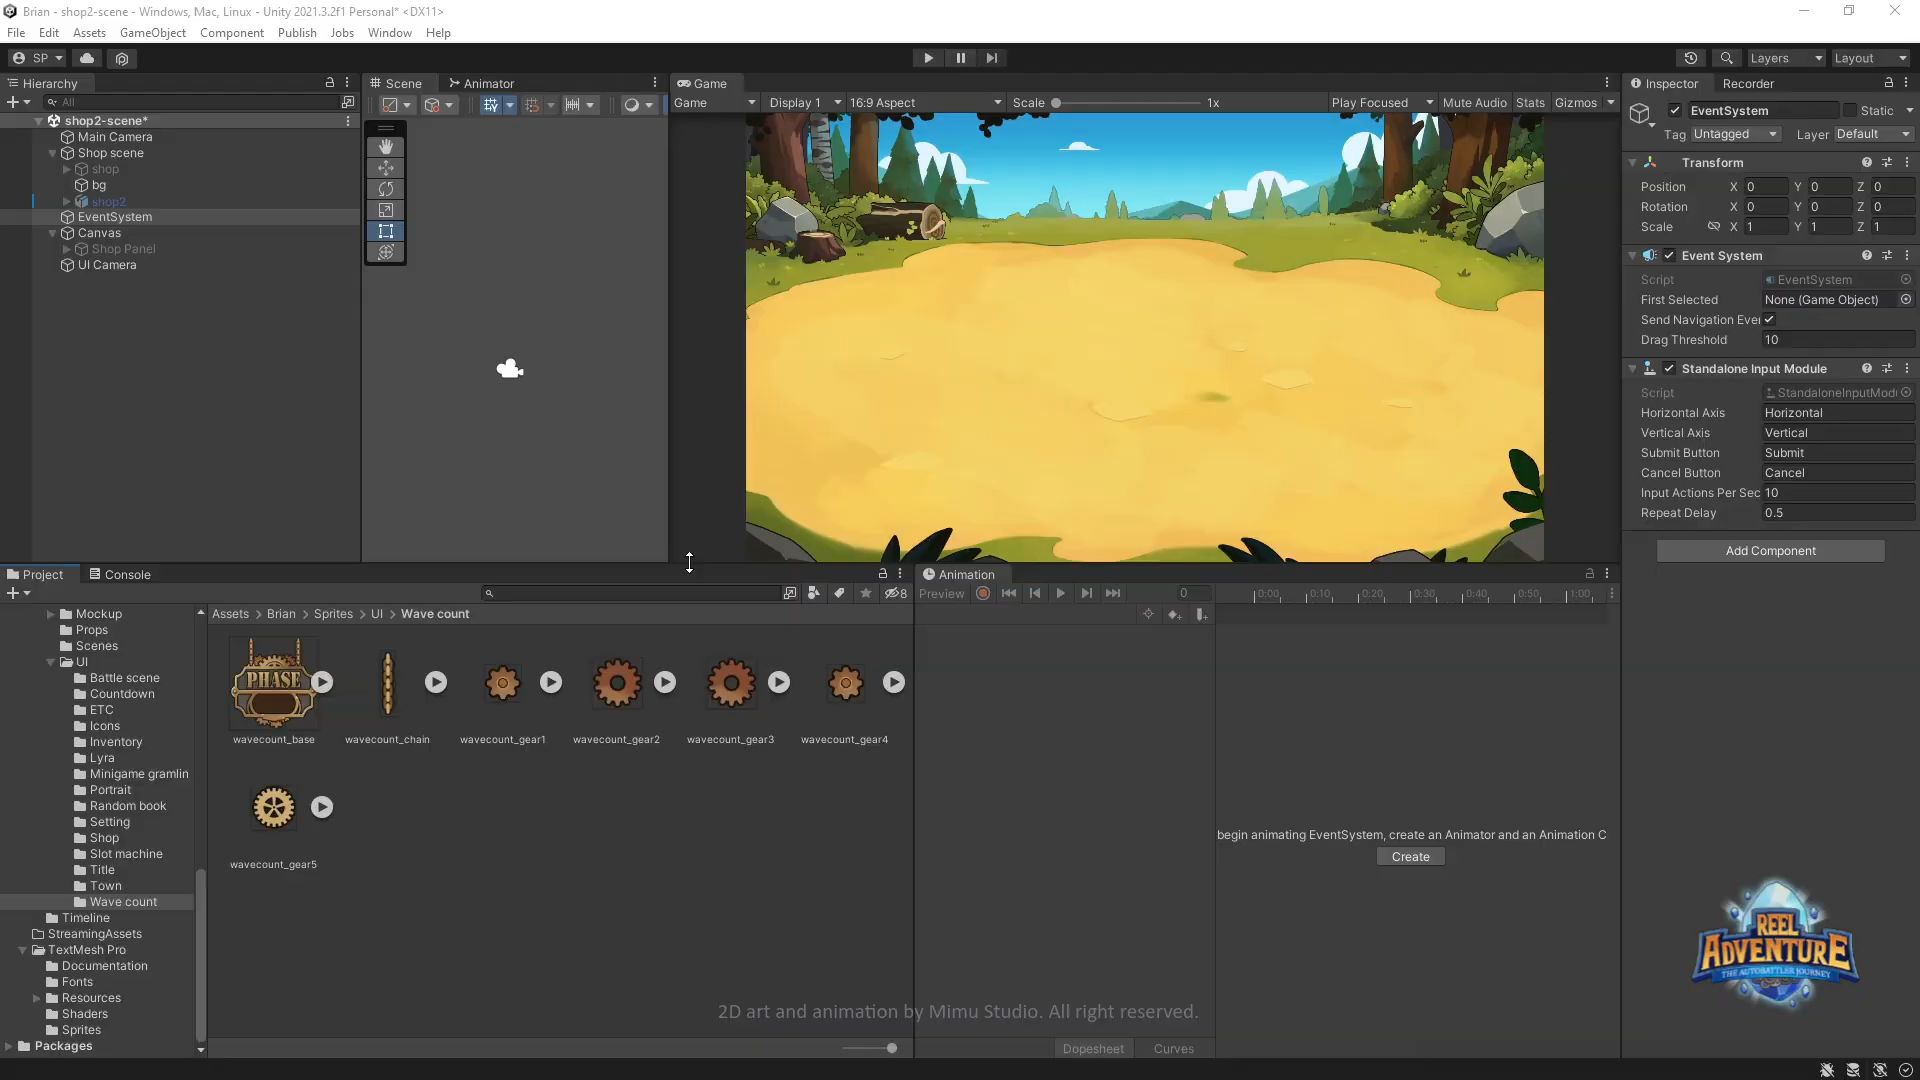 Brian - shop2-scene - Windows, Mac, Linux - Unity 2021.3.2f1 Personal* <DX11>
File Edit Assets GameObject Component Publish Jobs Window Help
SP
Layers Layout
Hierarchy
All
shop2-scene*
Main Camera
Shop scene
shop
bg
shop2
EventSystem
Canvas
Shop Panel
UI Camera
Scene Animator
Game
Game Display 1 16:9 Aspect Scale 1x Play Focused Mute Audio Stats Gizmos
Inspector Recorder
EventSystem Static
Tag Untagged Layer Default
Transform
Position X 0 Y 0 Z 0
Rotation X 0 Y 0 Z 0
Scale X 1 Y 1 Z 1
Event System
Script EventSystem
First Selected None (Game Object)
Send Navigation Eve
Drag Threshold 10
Standalone Input Module
Script StandaloneInputMod
Horizontal Axis Horizontal
Vertical Axis Vertical
Submit Button Submit
Cancel Button Cancel
Input Actions Per Sec 10
Repeat Delay 0.5
Add Component
Project Console
8
Mockup
Props
Scenes
UI
Battle scene
Countdown
ETC
Icons
Inventory
Lyra
Minigame gramlin
Portrait
Random book
Setting
Shop
Slot machine
Title
Town
Wave count
Timeline
StreamingAssets
TextMesh Pro
Documentation
Fonts
Resources
Shaders
Sprites
Packages
Assets > Brian > Sprites > UI > Wave count
PHASE
wavecount_base wavecount_chain wavecount_gear1 wavecount_gear2 wavecount_gear3 wavecount_gear4
wavecount_gear5
Animation
Preview 0
0:00 0:10 0:20 0:30 0:40 0:50 1:00
begin animating EventSystem, create an Animator and an Animation C
Create
Dopesheet Curves
REEL
ADVENTURE
THE AUTOBATTLER JOURNEY
2D art and animation by Mimu Studio. All right reserved.